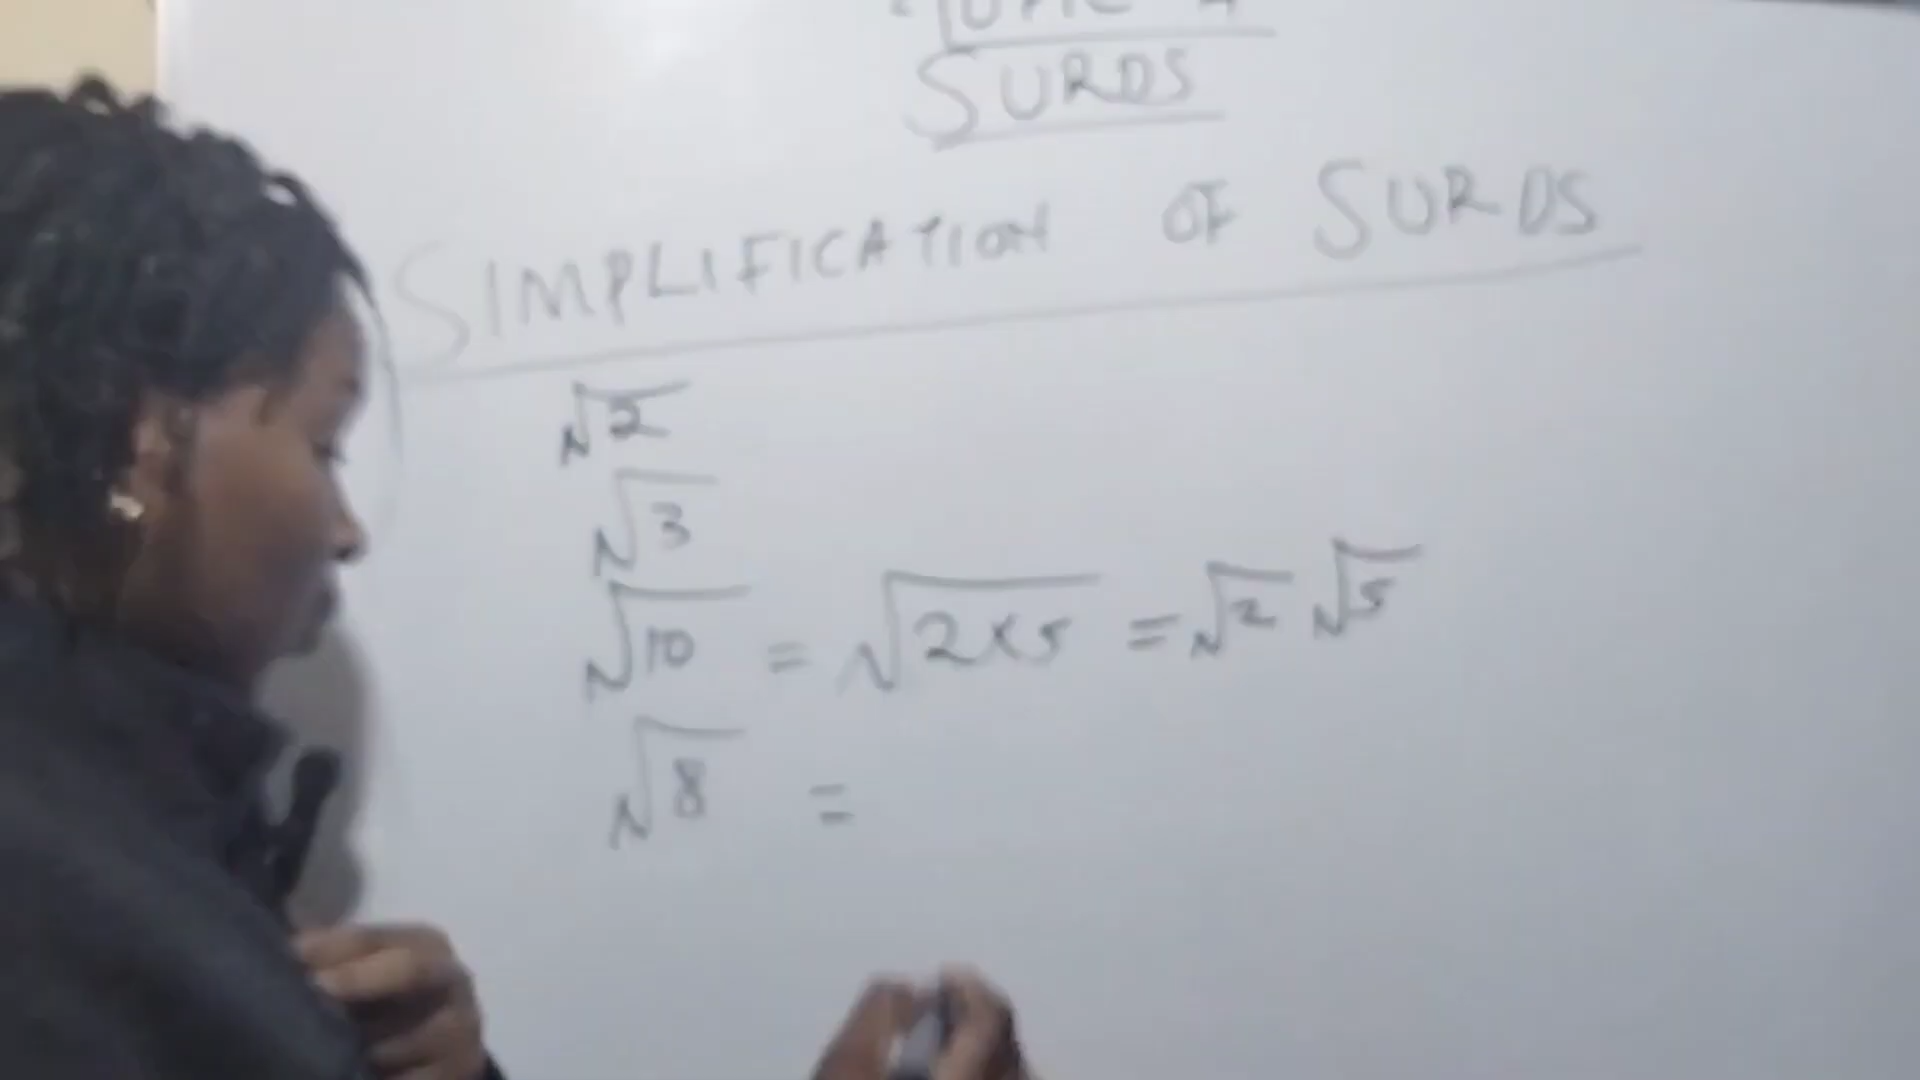 SURDS
SIMPLIFICATION OF SURDS
√2
√3
√10 = √2×5 = √2 √5
√8 =